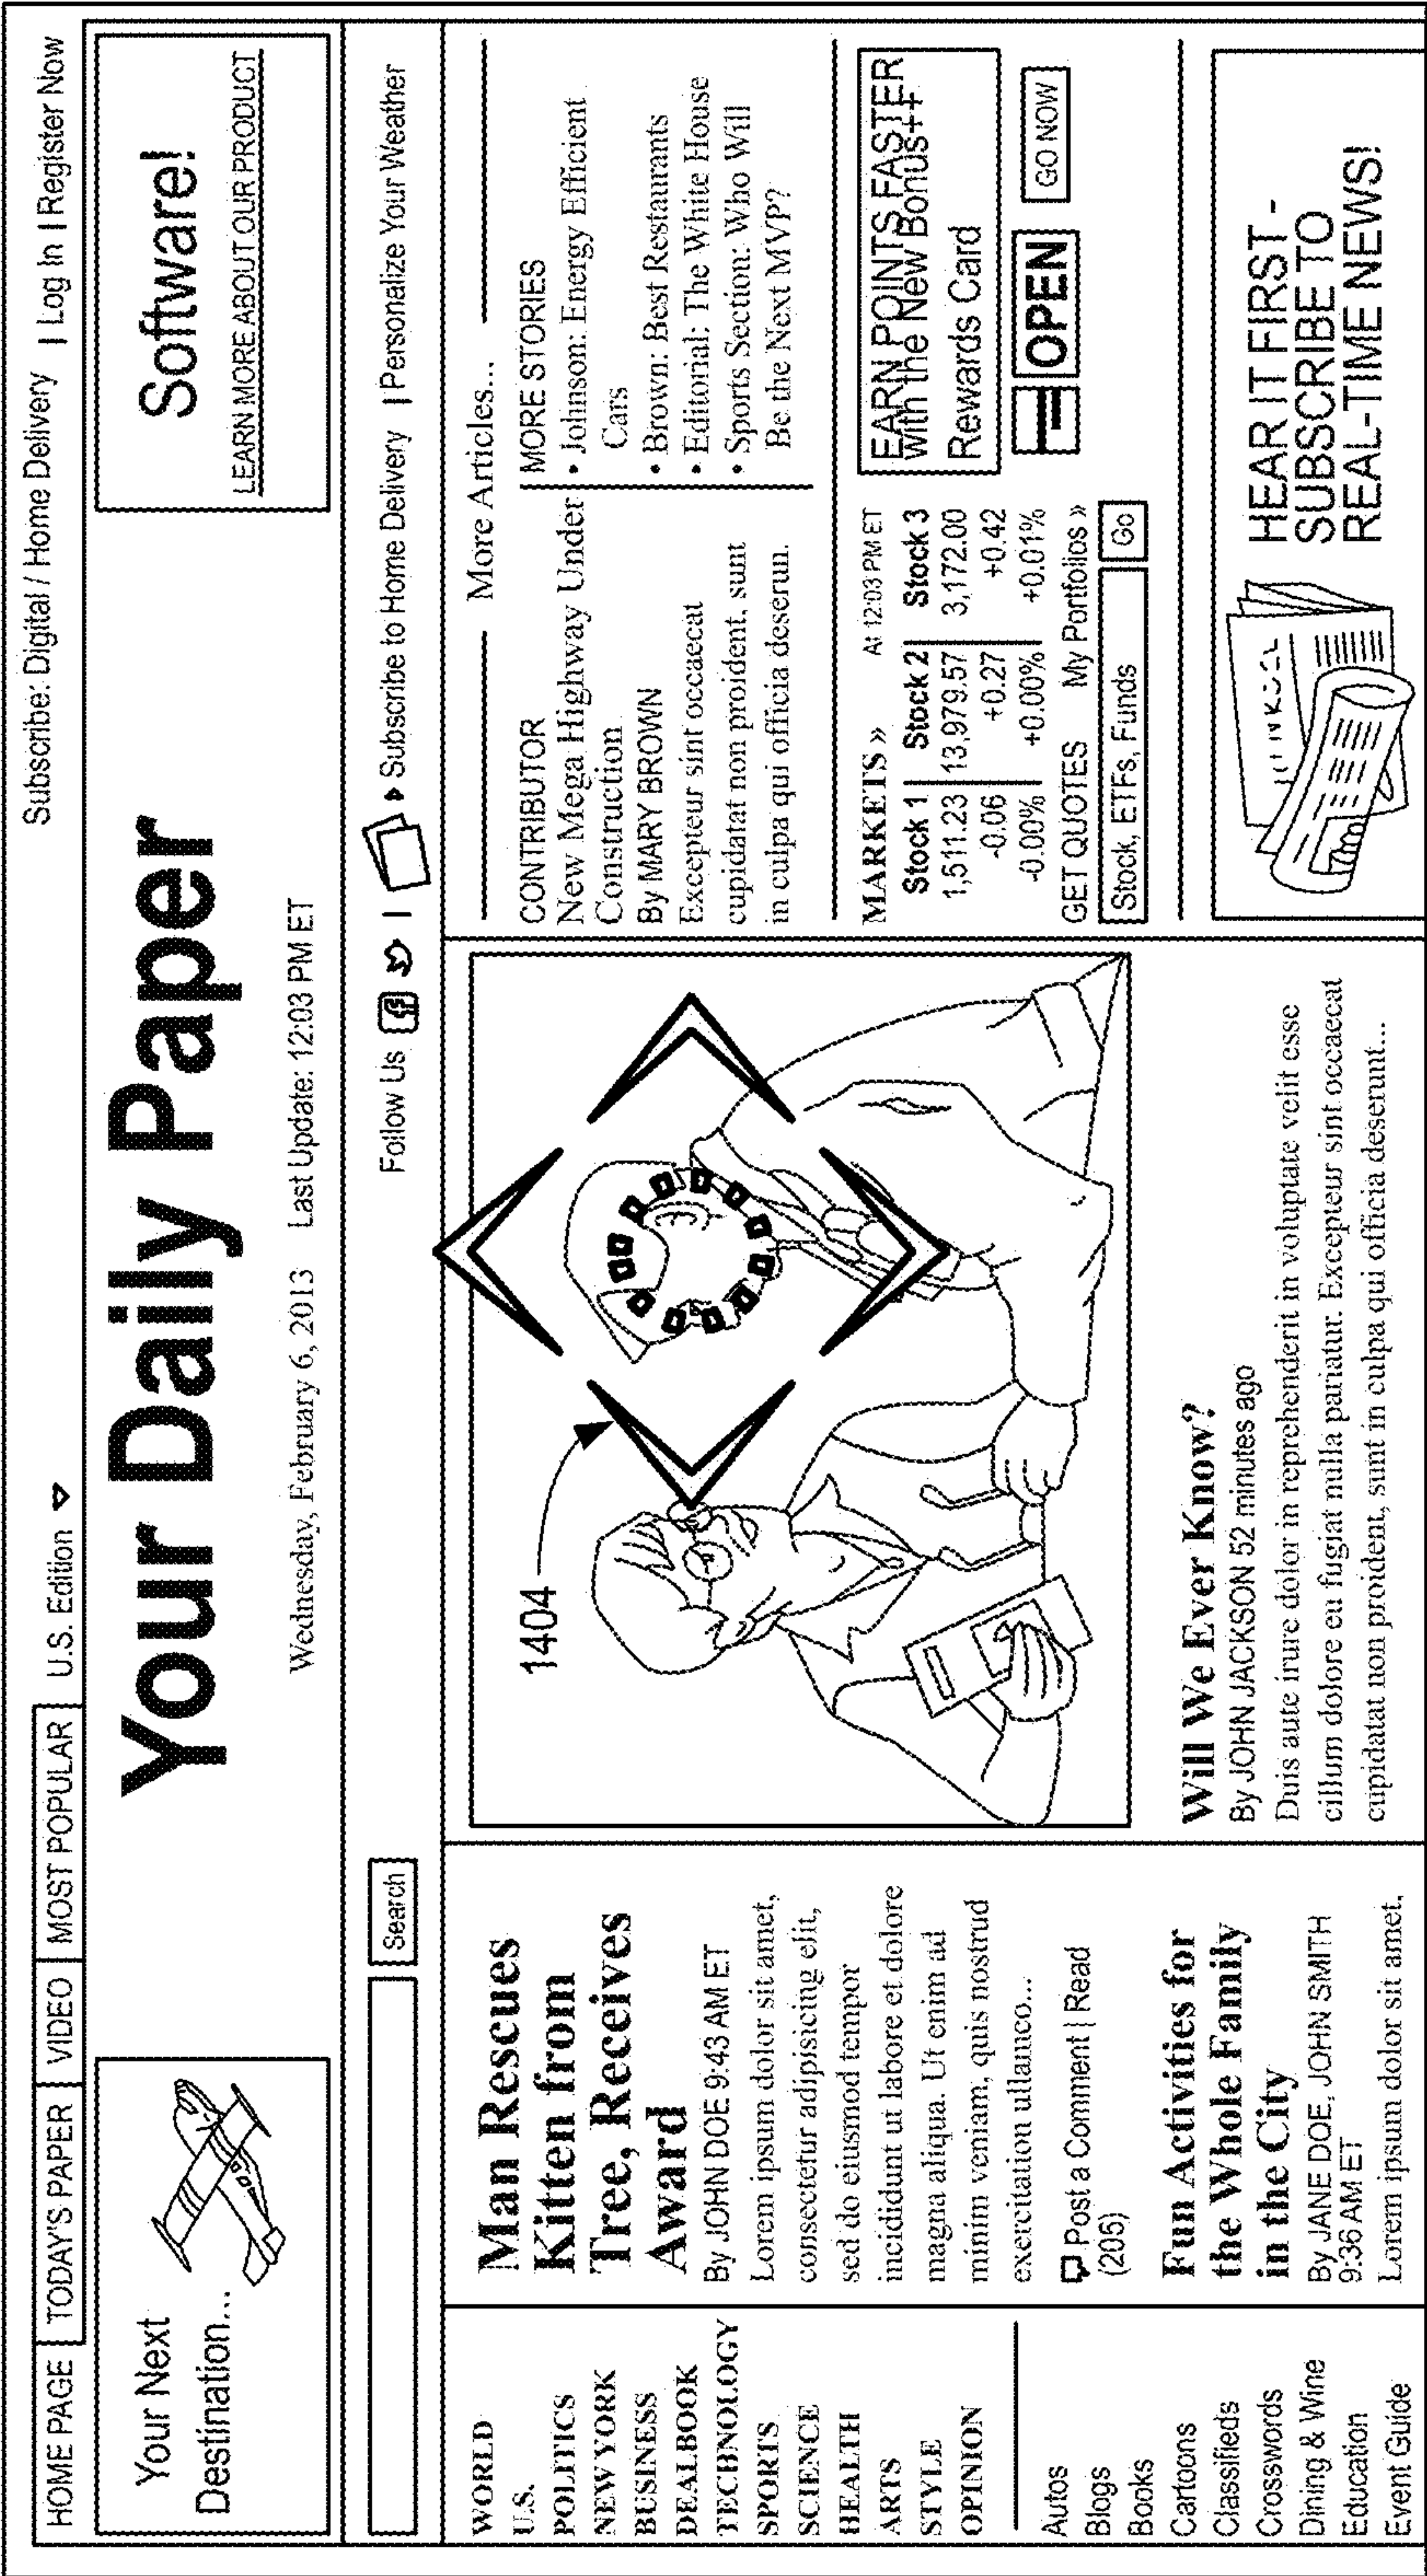 HOME PAGE | TODAY'S PAPER | VIDEO | MOST POPULAR | U.S. Edition
Subscribe: Digital / Home Delivery | Log In | Register Now
Your Next
Destination...
Your Daily Paper
Wednesday, February 6, 2013 Last Update: 12:03 PM ET
Software!
LEARN MORE ABOUT OUR PRODUCT
Search
Follow Us | Subscribe to Home Delivery | Personalize Your Weather
WORLD
U.S.
POLITICS
NEW YORK
BUSINESS
DEALBOOK
TECHNOLOGY
SPORTS
SCIENCE
HEALTH
ARTS
STYLE
OPINION
Autos
Blogs
Books
Cartoons
Classifieds
Crosswords
Dining & Wine
Education
Event Guide
Man Rescues
Kitten from
Tree, Receives
Award
By JOHN DOE 9:43 AM ET
Lorem ipsum dolor sit amet,
consectetur adipisicing elit,
sed do eiusmod tempor
incididunt ut labore et dolore
magna aliqua. Ut enim ad
minim veniam, quis nostrud
exercitation ullamco...
Post a Comment | Read
(205)
Fun Activities for
the Whole Family
in the City
By JANE DOE, JOHN SMITH
9:36 AM ET
Lorem ipsum dolor sit amet,
1404
Will We Ever Know?
By JOHN JACKSON 52 minutes ago
Duis aute irure dolor in reprehenderit in voluptate velit esse
cillum dolore eu fugiat nulla pariatur. Excepteur sint occaecat
cupidatat non proident, sunt in culpa qui officia deserunt...
More Articles...
CONTRIBUTOR
New Mega Highway Under
Construction
By MARY BROWN
Excepteur sint occaecat
cupidatat non proident, sunt
in culpa qui officia deserun.
MORE STORIES
• Johnson: Energy Efficient
Cars
• Brown: Best Restaurants
• Editorial: The White House
• Sports Section: Who Will
Be the Next MVP?
MARKETS » At 12:03 PM ET
Stock 1 Stock 2 Stock 3
1,511.23 13,979.57 3,172.00
-0.06 +0.27 +0.42
-0.00% +0.00% +0.01%
GET QUOTES My Portfolios »
Stock, ETFs, Funds Go
EARN POINTS FASTER
with the New Bonus++
Rewards Card
OPEN GO NOW
HEAR IT FIRST -
SUBSCRIBE TO
REAL-TIME NEWS!